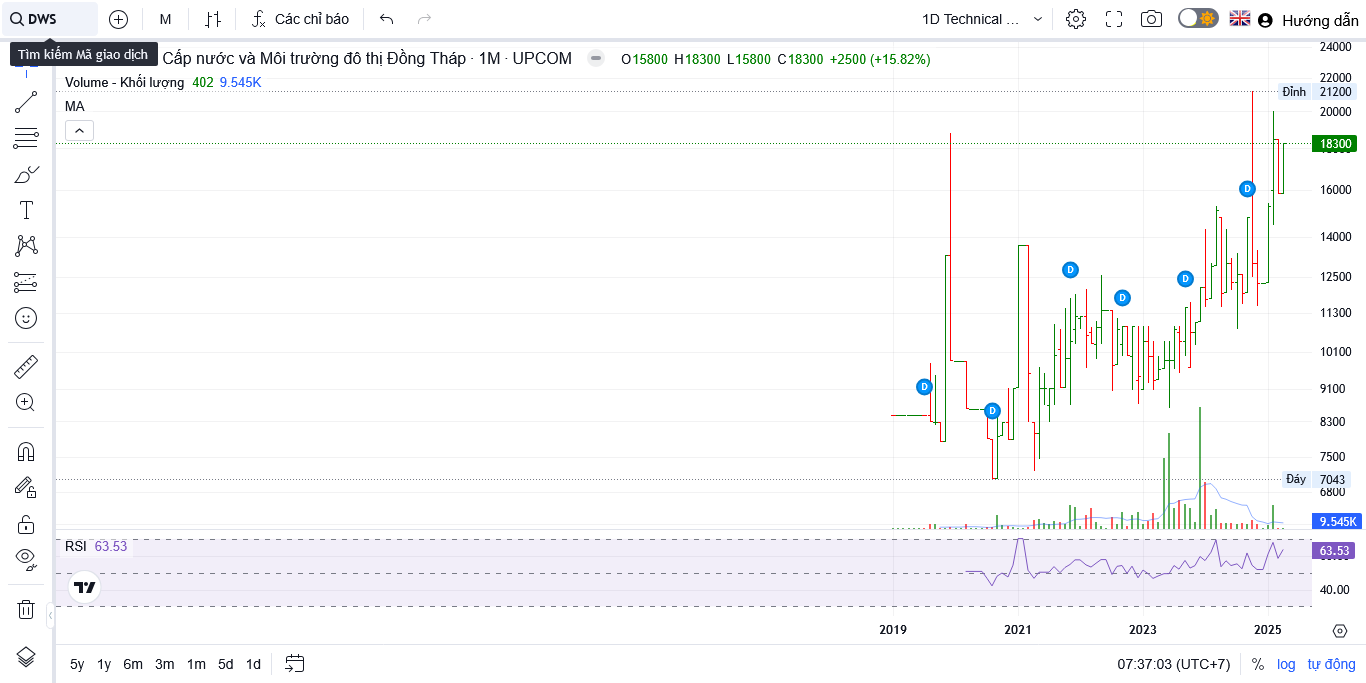 DWS
M
Các chỉ báo
1D Technical ...
Hướng dẫn
Tìm kiếm Mã giao dịch
Cấp nước và Môi trường đô thị Đồng Tháp · 1M · UPCOM
O15800 H18300 L15800 C18300 +2500 (+15.82%)
Volume - Khối lượng 402 9.545K
MA
24000
22000
Đỉnh 21200
20000
18300
16000
14000
12500
11300
10100
9100
8300
7500
Đáy 7043
6800
9.545K
D
D
D
D
D
D
RSI 63.53
63.53
40.00
2019 2021 2023 2025
5y 1y 6m 3m 1m 5d 1d
07:37:03 (UTC+7) % log tự động